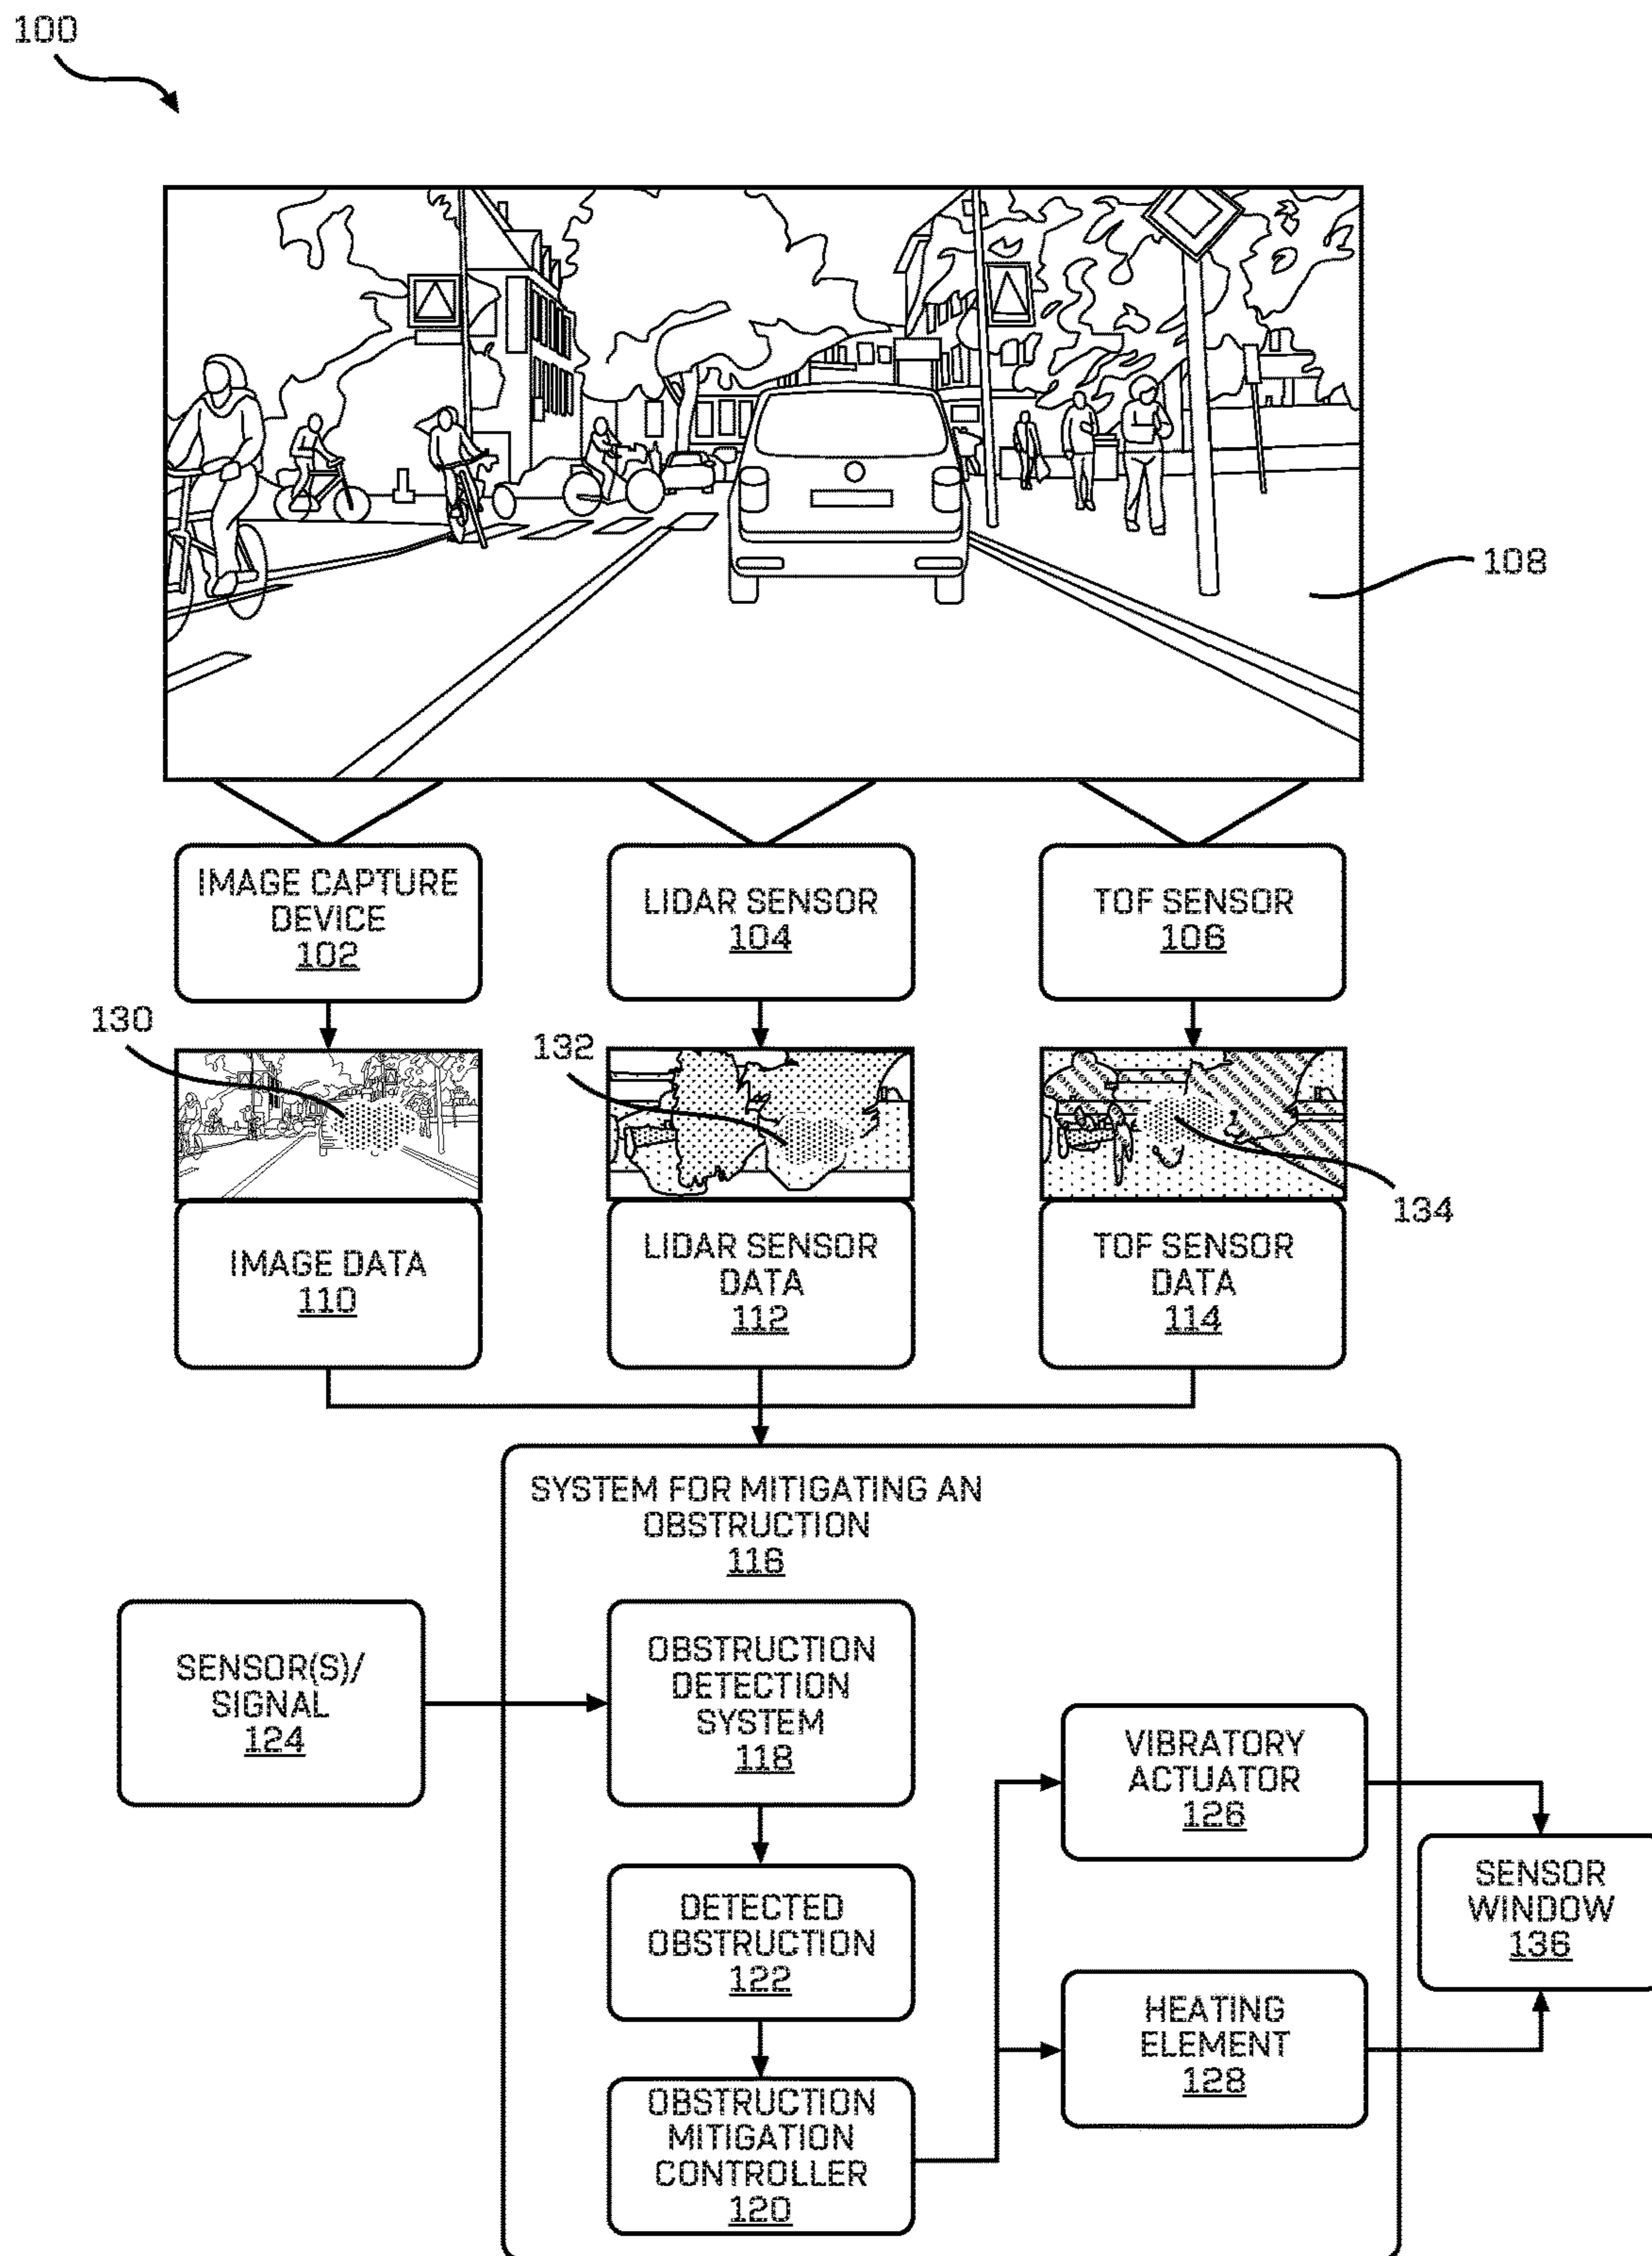 100
108
IMAGE CAPTURE
DEVICE
102
LIDAR SENSOR
104
TOF SENSOR
106
130
132
134
IMAGE DATA
110
LIDAR SENSOR
DATA
112
TOF SENSOR
DATA
114
SYSTEM FOR MITIGATING AN
OBSTRUCTION
116
SENSOR(S)/
SIGNAL
124
OBSTRUCTION
DETECTION
SYSTEM
118
VIBRATORY
ACTUATOR
126
SENSOR
WINDOW
136
DETECTED
OBSTRUCTION
122
HEATING
ELEMENT
128
OBSTRUCTION
MITIGATION
CONTROLLER
120